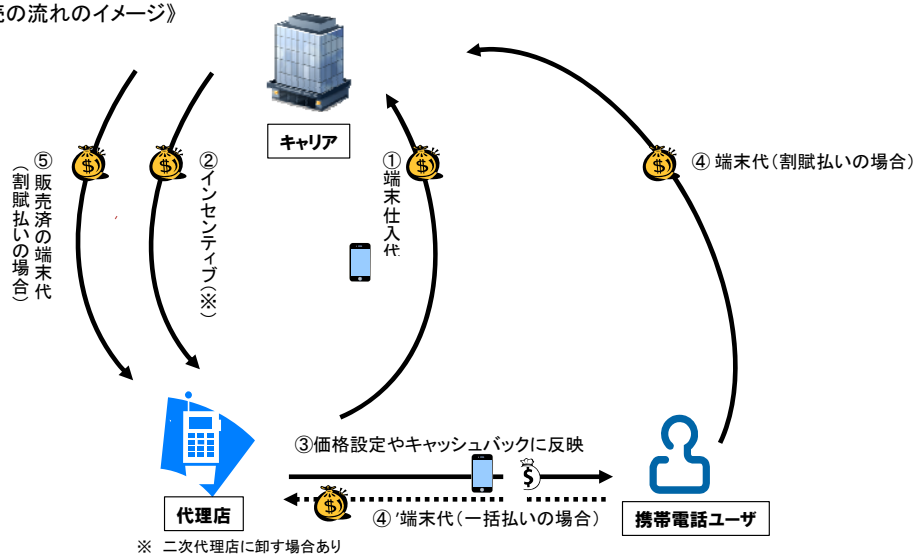 売の流れのイメージ》
キャリア
⑤販売済の端末代
(割賦払いの場合)
②インセンティブ(※)
①端末仕入代
④ 端末代(割賦払いの場合)
③価格設定やキャッシュバックに反映
④ ’端末代(一括払いの場合)
代理店
携帯電話ユーザ
※ 二次代理店に卸す場合あり